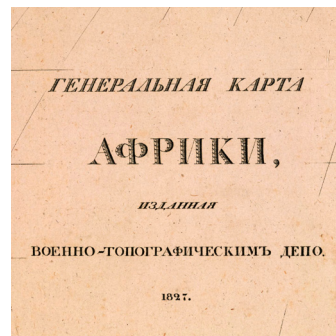 ГЕНЕРАЛЬНАЯ КАРТА
АФРИКИ,
ИЗДАННАЯ
ВОЕННО-ТОПОГРАФИЧЕСКИМЪ ДЕПО.
1827.